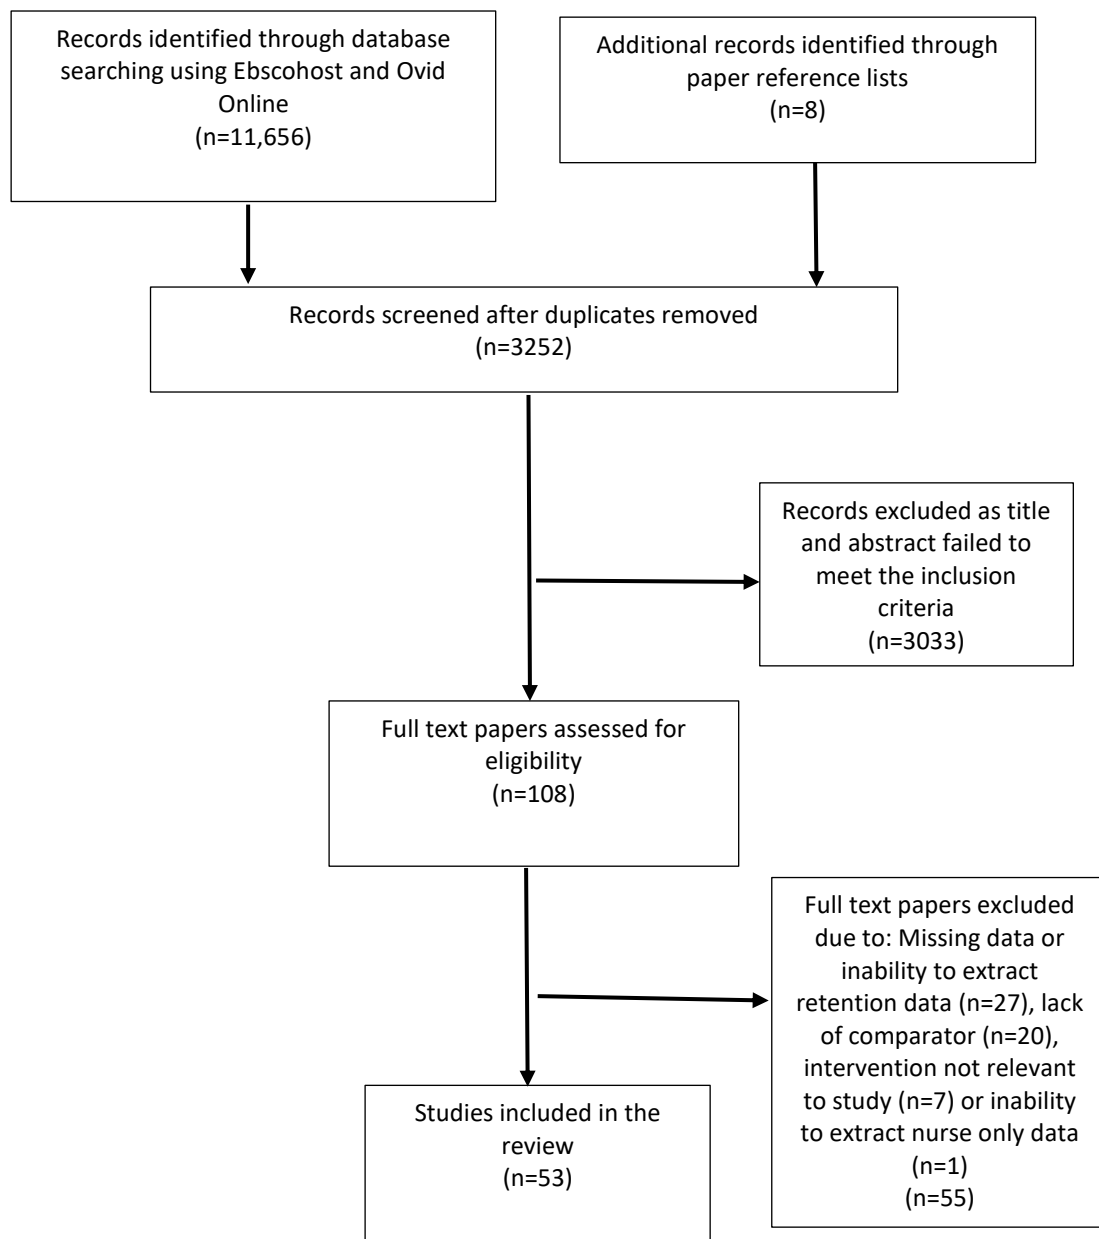 Records identified through database
searching using Ebscohost and Ovid
Online
(n=11,656)
Additional records identified through
paper reference lists
(n=8)
Records screened after duplicates removed
(n=3252)
Records excluded as title
and abstract failed to
meet the inclusion
criteria
(n=3033)
Full text papers assessed for
eligibility
(n=108)
Full text papers excluded
due to: Missing data or
inability to extract
retention data (n=27), lack
of comparator (n=20),
intervention not relevant
to study (n=7) or inability
to extract nurse only data
(n=1)
(n=55)
Studies included in the
review
(n=53)